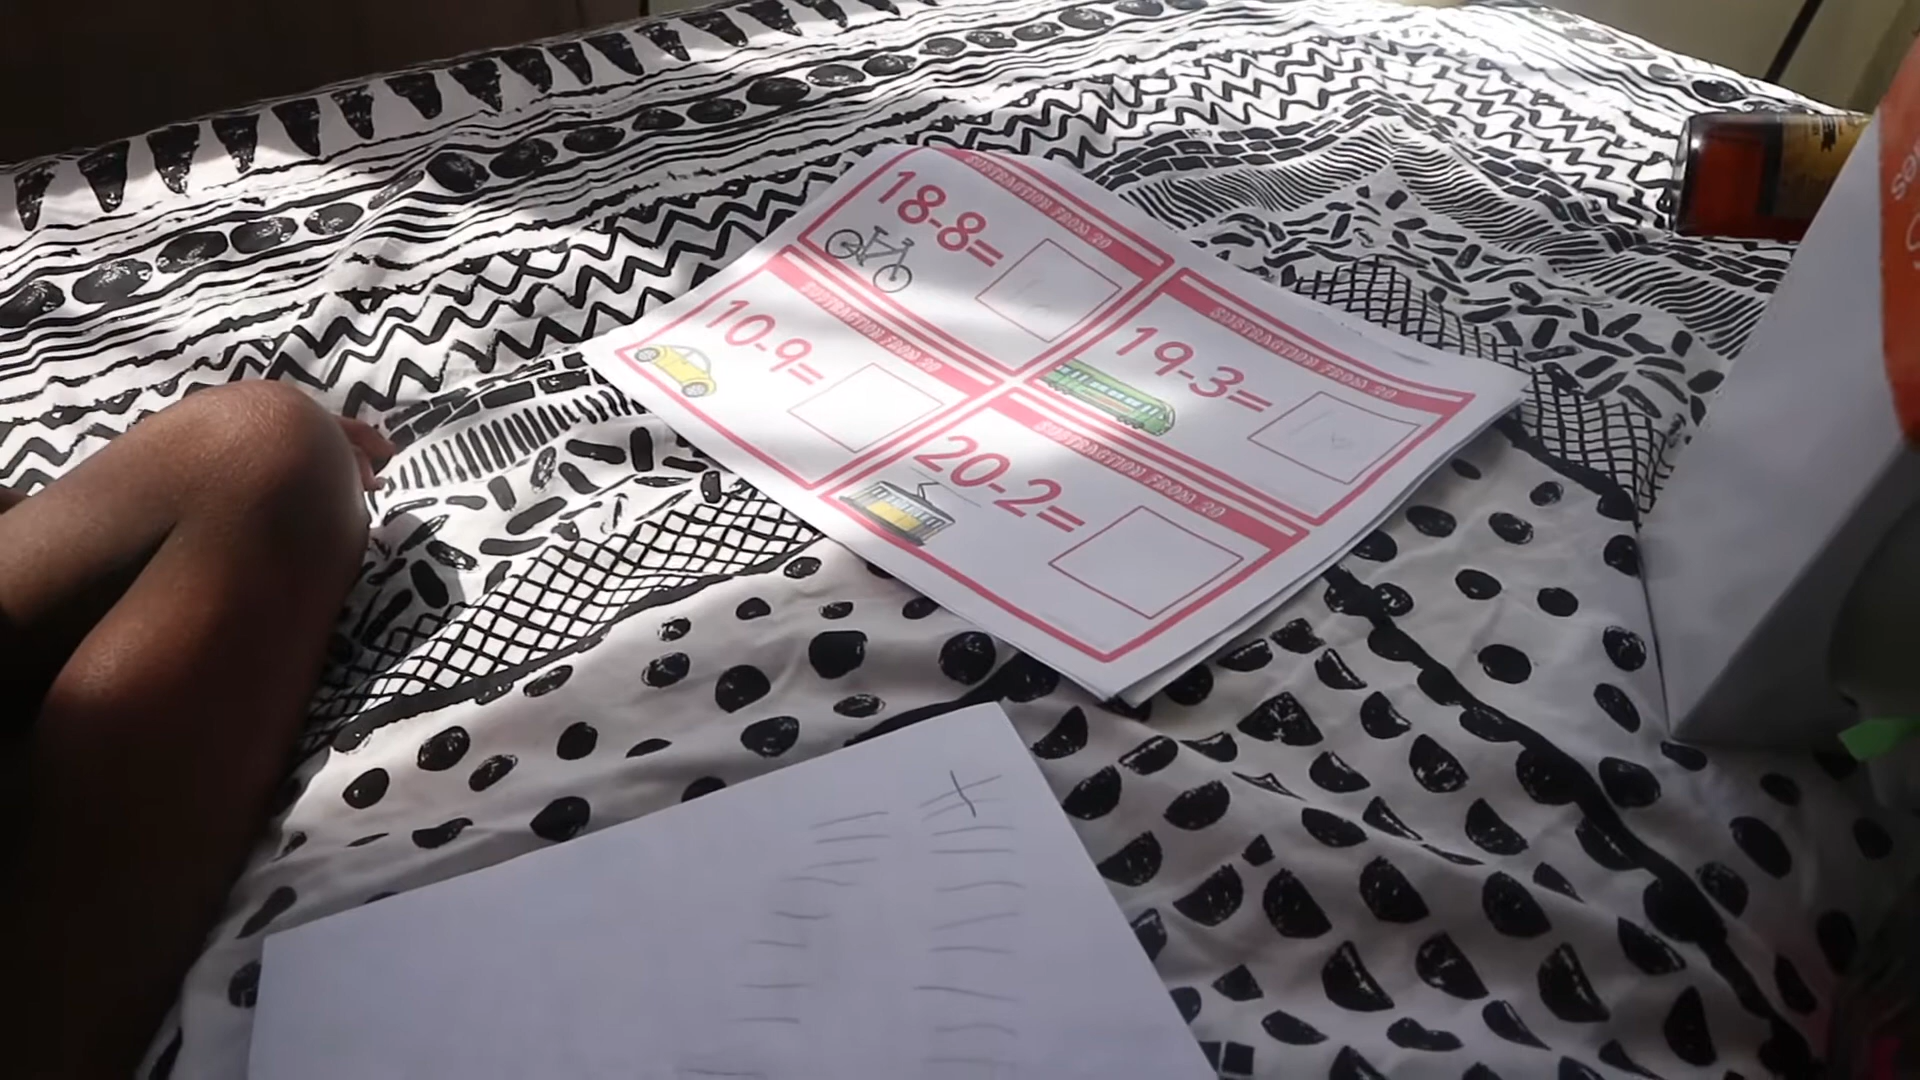 SUBTRACTION FROM 20
18-8=
SUBTRACTION FROM 20
19-3=
SUBTRACTION FROM 20
10-9=
SUBTRACTION FROM 20
20-2=